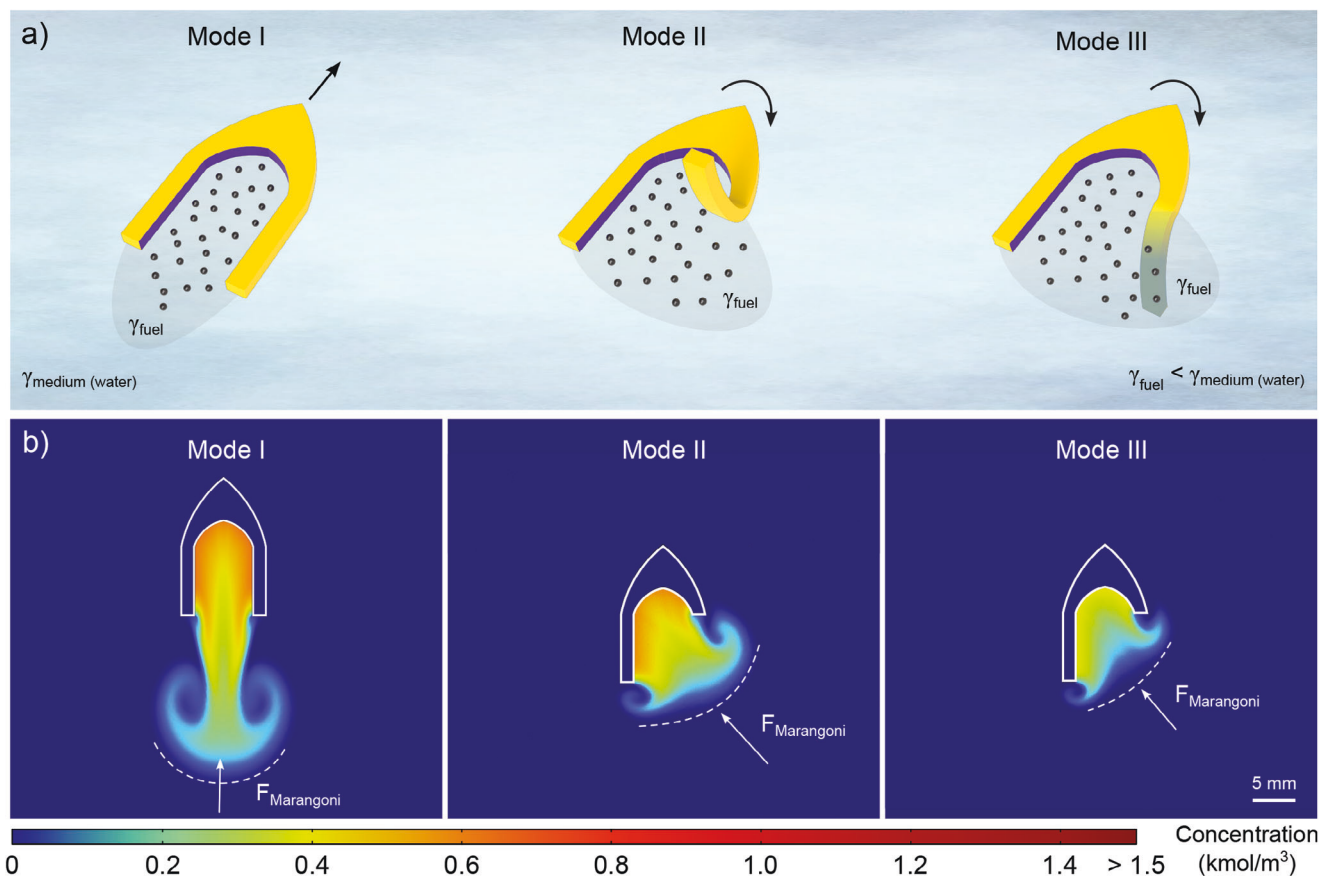 a)
Mode I
Mode II
Mode III
γfuel
γfuel
γfuel
γmedium (water)
γfuel < γmedium (water)
b)
Mode I
Mode II
Mode III
FMarangoni
FMarangoni
FMarangoni
5 mm
0 0.2 0.4 0.6 0.8 1.0 1.2 1.4 > 1.5
Concentration
(kmol/m³)